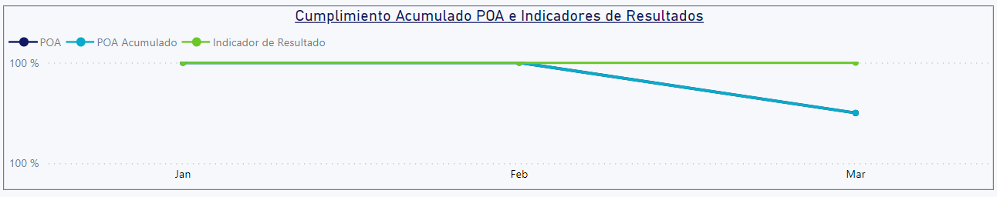 Cumplimiento Acumulado POA e Indicadores de Resultados
POA POA Acumulado Indicador de Resultado
100 %
100 %
Jan Feb Mar